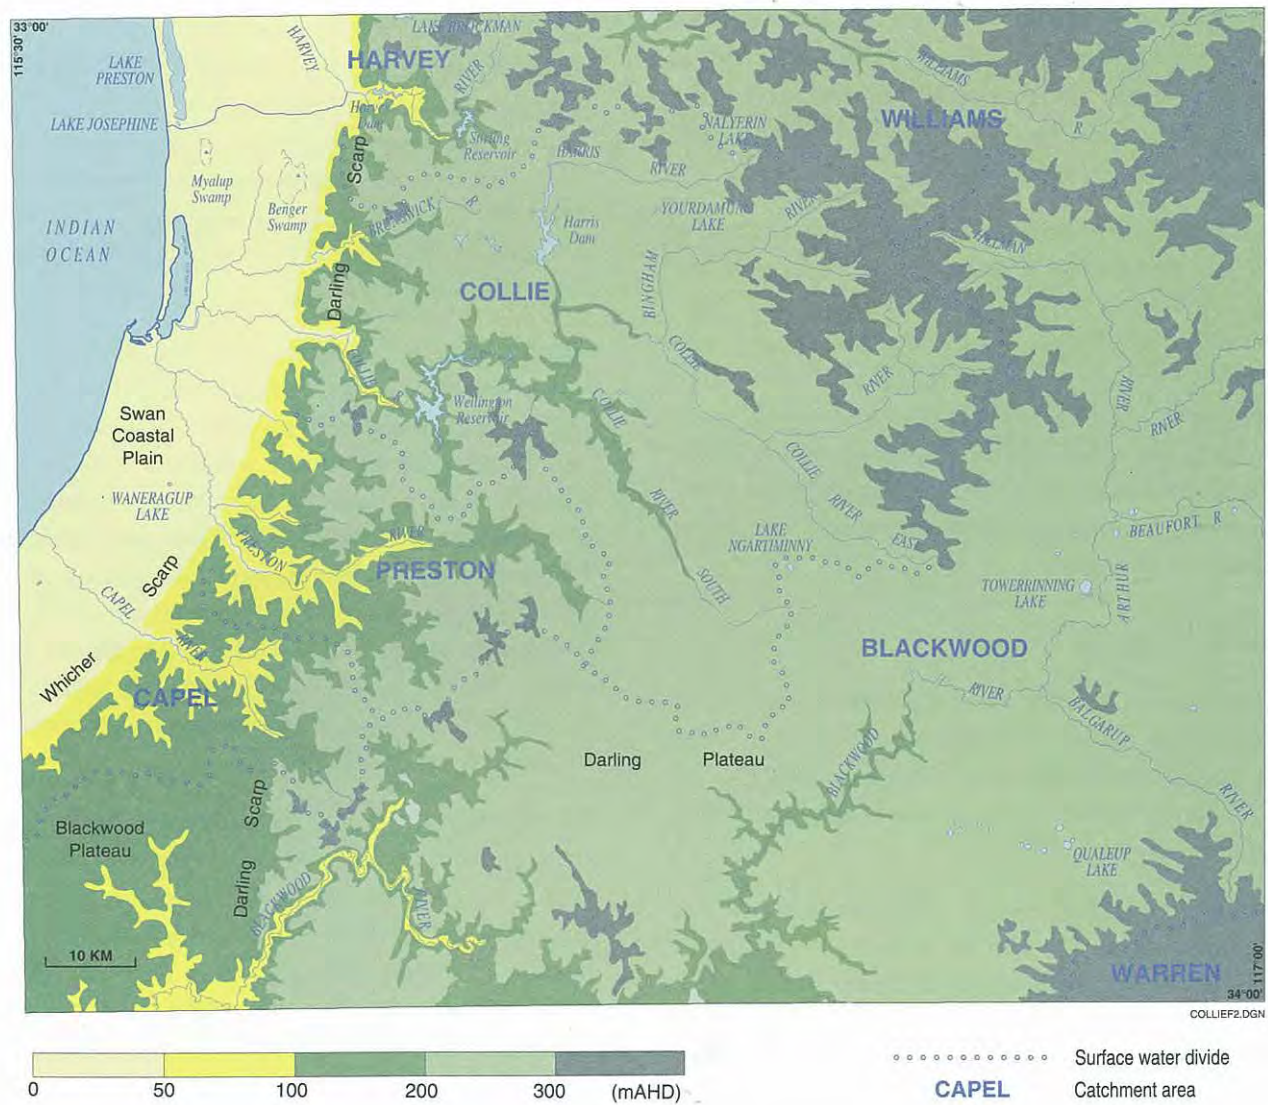 33°00'
115°30'
LAKE BROCKMAN
HARVEY
LAKE
PRESTON
HARVEY
RIVER
WILLIAMS
LAKE JOSEPHINE
Harvey
Dam
WILLIAMS
NALYERIN
LAKE
R
Stirling
Reservoir
HARRIS
RIVER
Scarp
Myalup
Swamp
Benger
Swamp
BRUNSWICK
R
YOURDAMUNG
LAKE
RIVER
INDIAN
OCEAN
Harris
Dam
HILLMAN
Darling
COLLIE
BINGHAM
COLLIE
COLLIE
R
Wellington
Reservoir
RIVER
RIVER
RIVER
Swan
Coastal
Plain
COLLIE
COLLIE
RIVER
WANERAGUP
LAKE
RIVER
LAKE
NGARTIMINNY
EAST
BEAUFORT R
PRESTON
RIVER
PRESTON
Scarp
CAPEL
RIVER
SOUTH
TOWERRINNING
LAKE
ARTHUR
Whicher
CAPEL
BLACKWOOD
RIVER
BALGARUP
RIVER
Darling Plateau
BLACKWOOD
Scarp
Blackwood
Plateau
Darling
BLACKWOOD
RIVER
QUALEUP
LAKE
10 KM
WARREN
117°00'
34°00'
COLLIEF2.DGN
0 50 100 200 300 (mAHD)
Surface water divide
CAPEL Catchment area